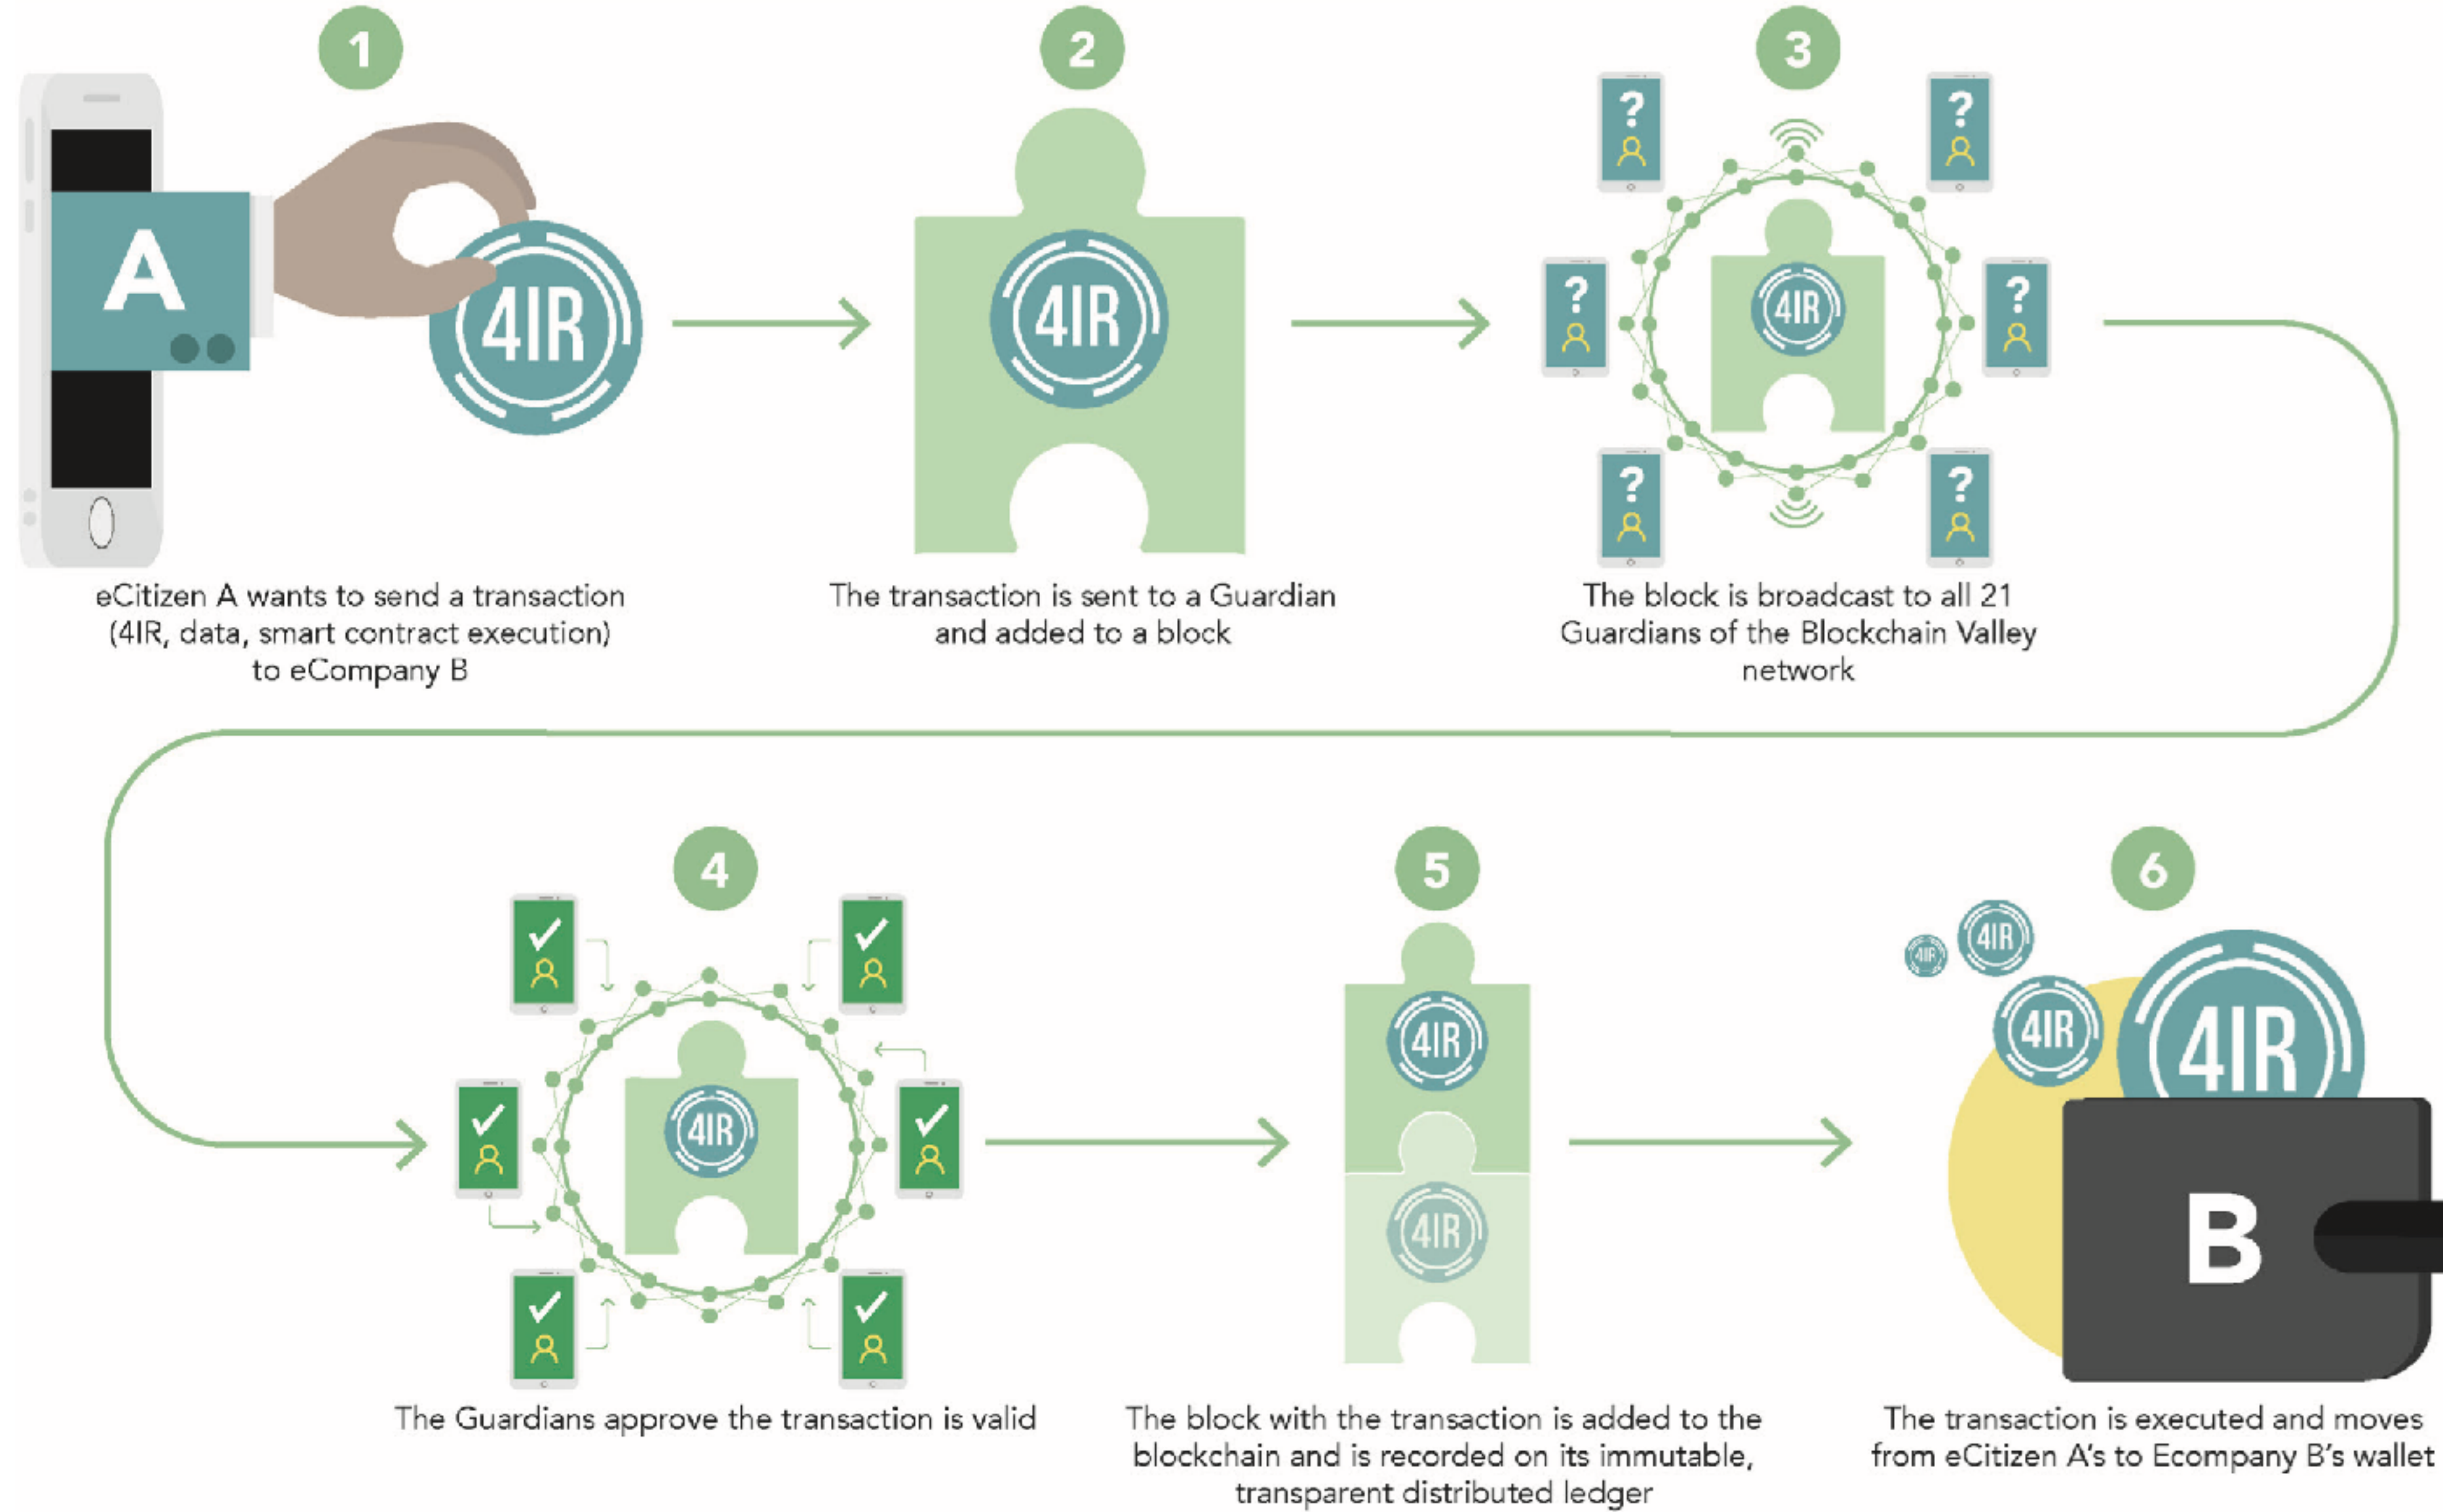 1
2
3
A
4IR
4IR
4IR
?
?
?
?
?
?
eCitizen A wants to send a transaction
(4IR, data, smart contract execution)
to eCompany B
The transaction is sent to a Guardian
and added to a block
The block is broadcast to all 21
Guardians of the Blockchain Valley
network
4
5
6
4IR
4IR
4IR
4IR
4IR
4IR
4IR
B
The Guardians approve the transaction is valid
The block with the transaction is added to the
blockchain and is recorded on its immutable,
transparent distributed ledger
The transaction is executed and moves
from eCitizen A's to Ecompany B's wallet